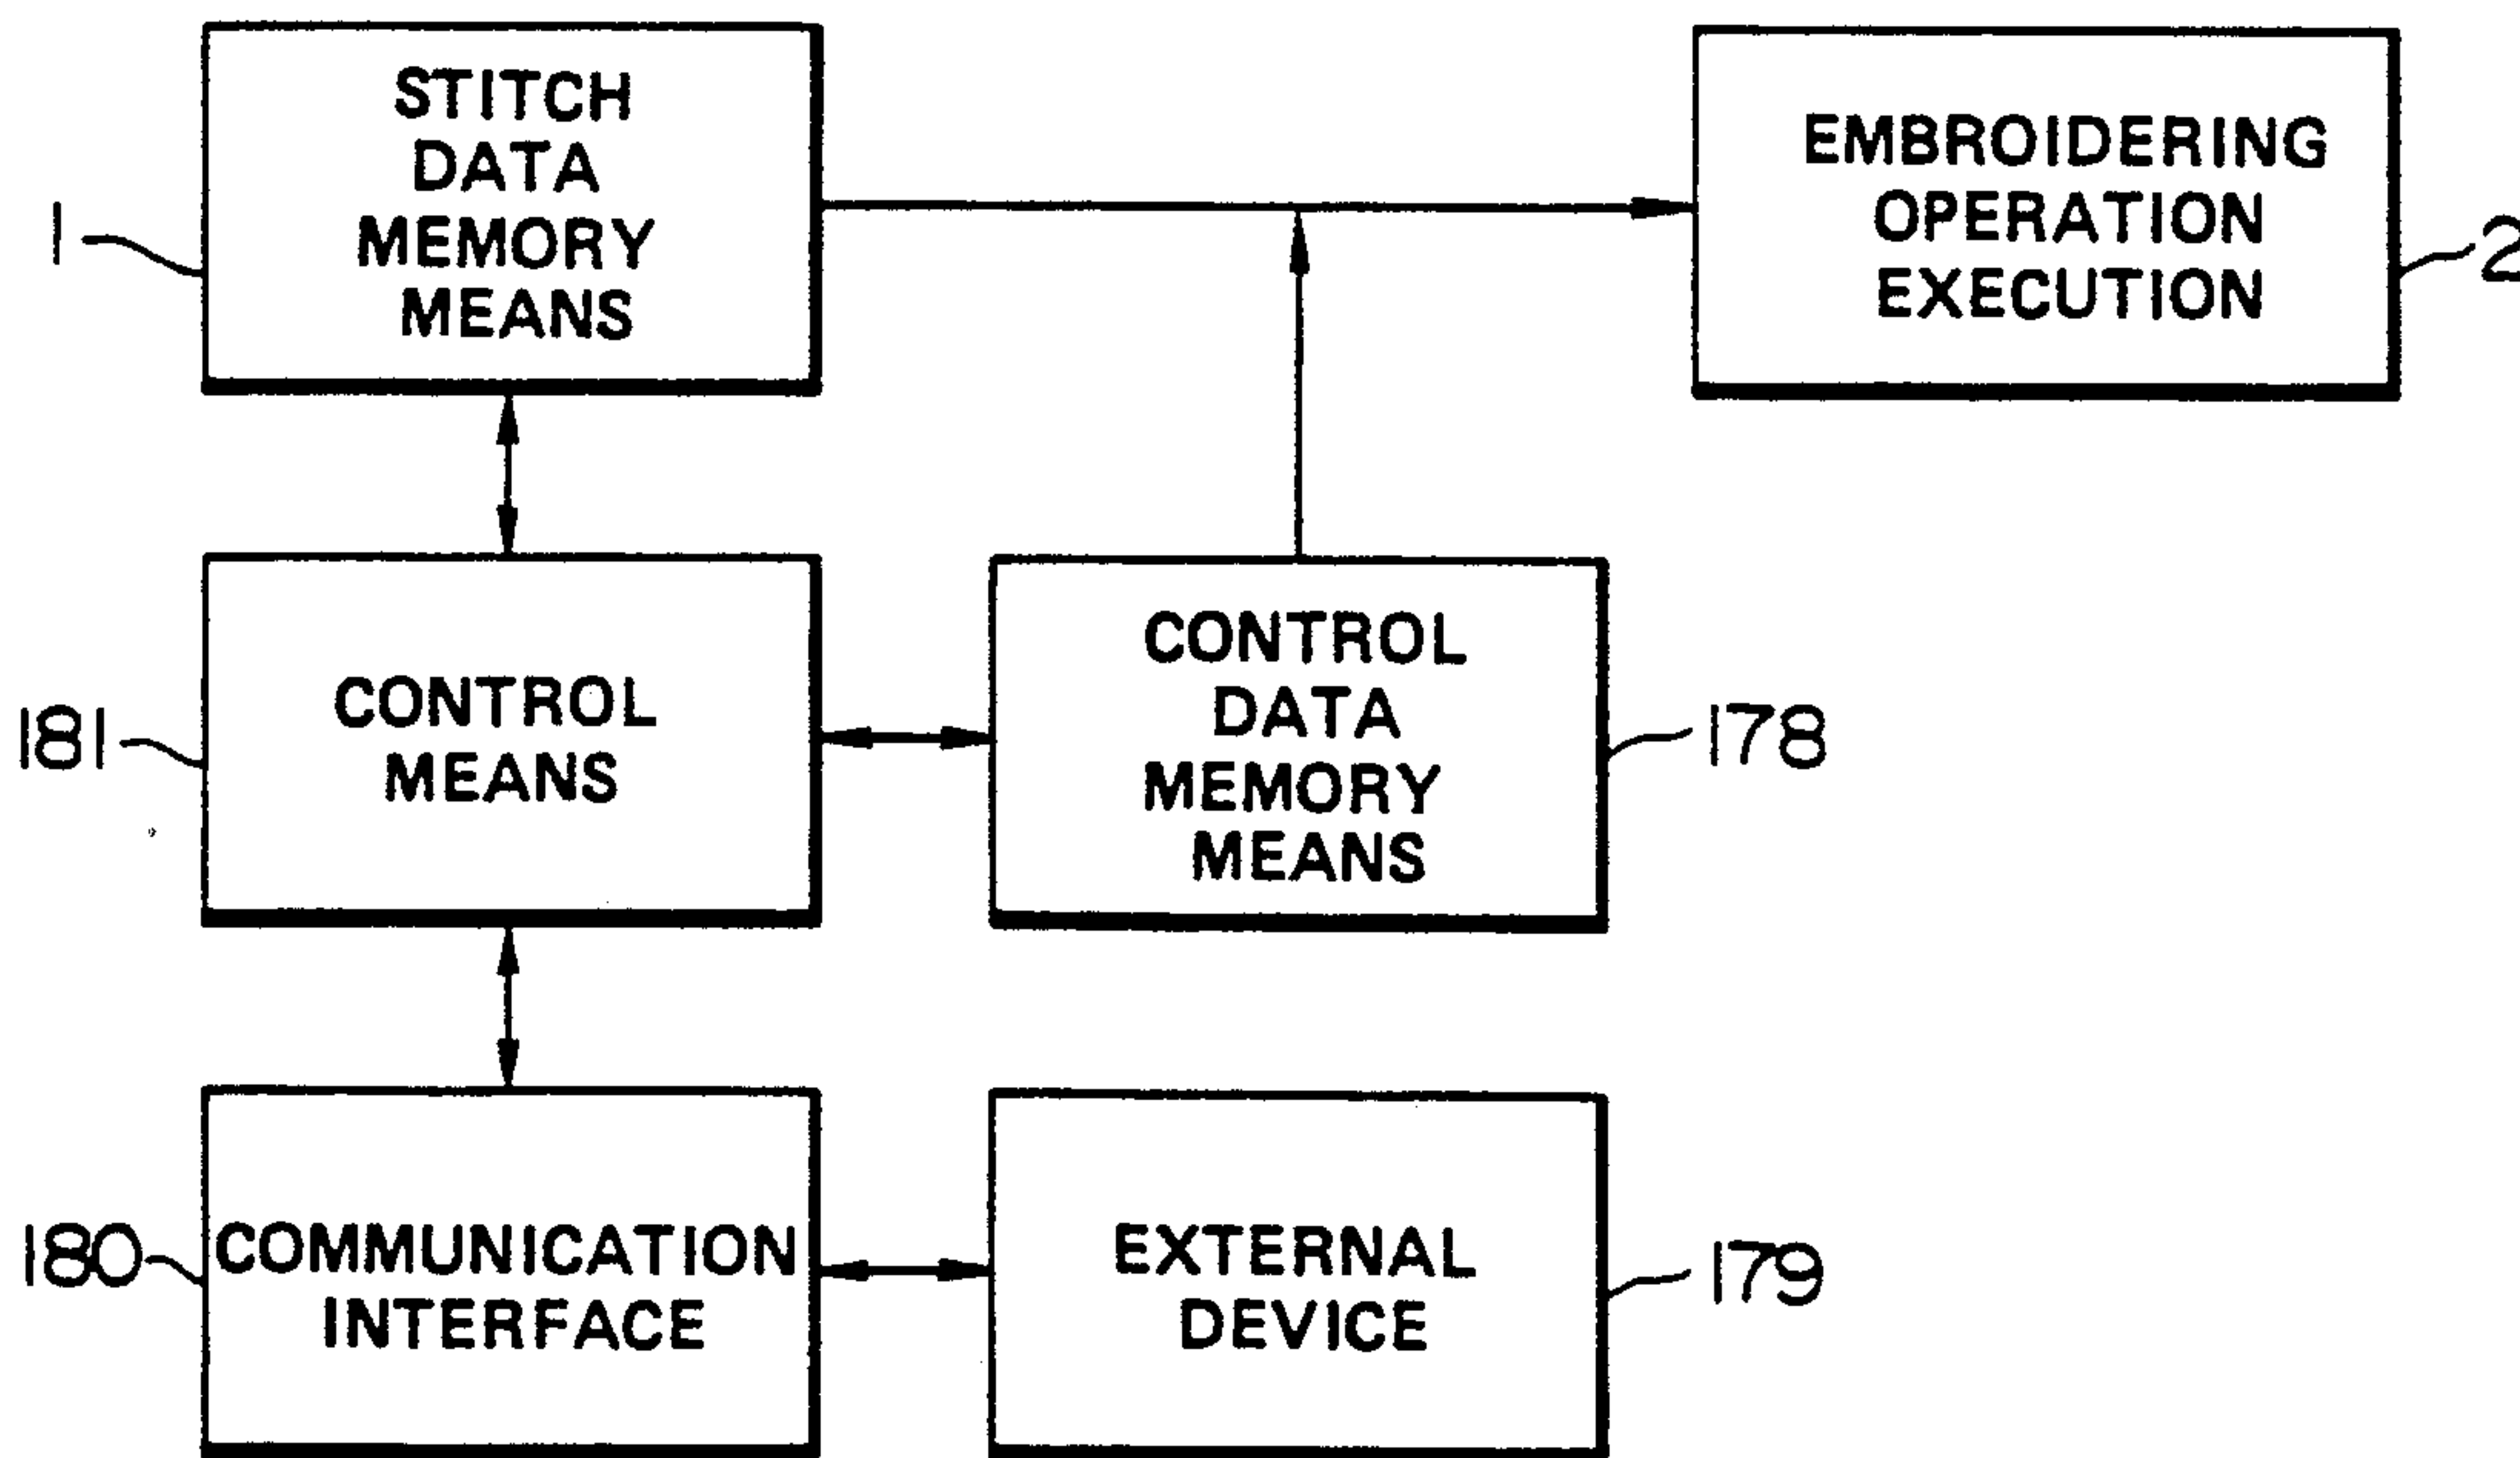 STITCH
DATA
MEMORY
MEANS
1
EMBROIDERING
OPERATION
EXECUTION
2
CONTROL
MEANS
181
CONTROL
DATA
MEMORY
MEANS
178
COMMUNICATION
INTERFACE
180
EXTERNAL
DEVICE
179